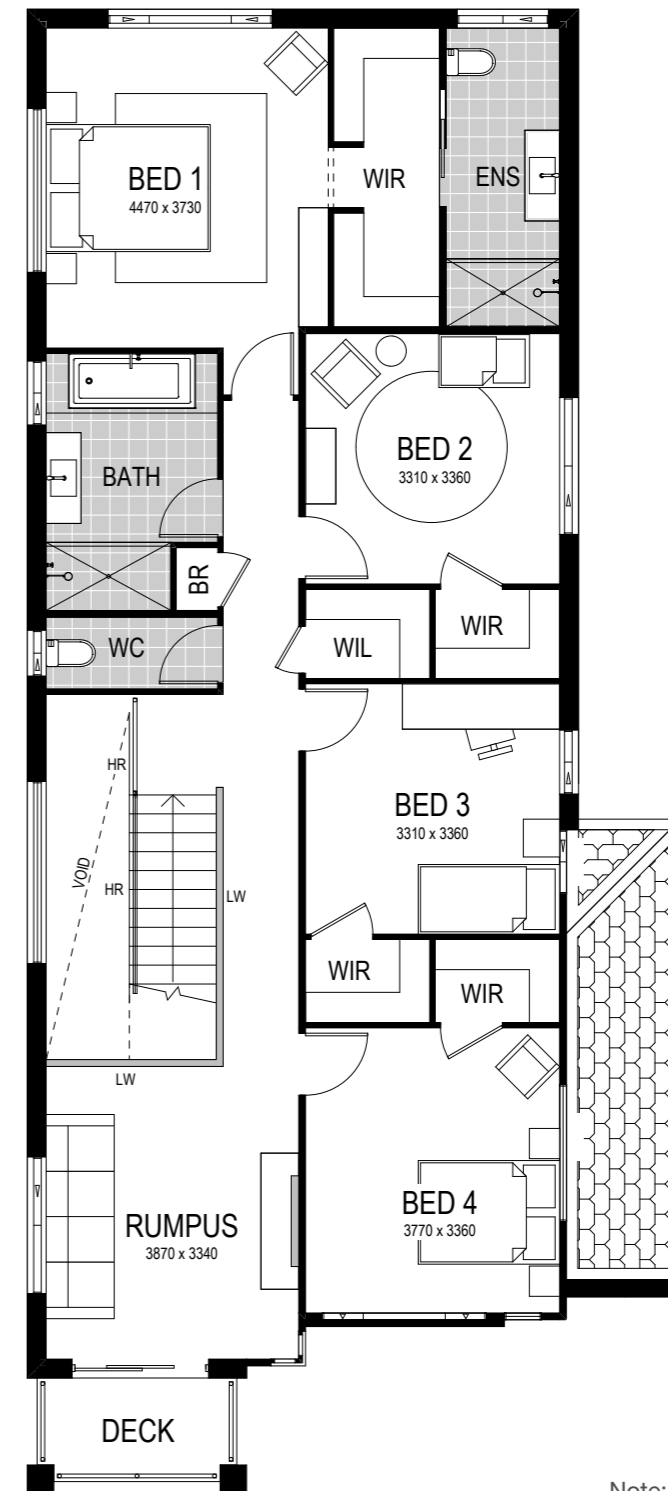 BED 1
4470 x 3730
WIR
ENS
BATH
BED 2
3310 x 3360
BR
WC
WIL
WIR
HR
VOID
HR
LW
LW
BED 3
3310 x 3360
WIR
WIR
RUMPUS
3870 x 3340
BED 4
3770 x 3360
DECK
Note: